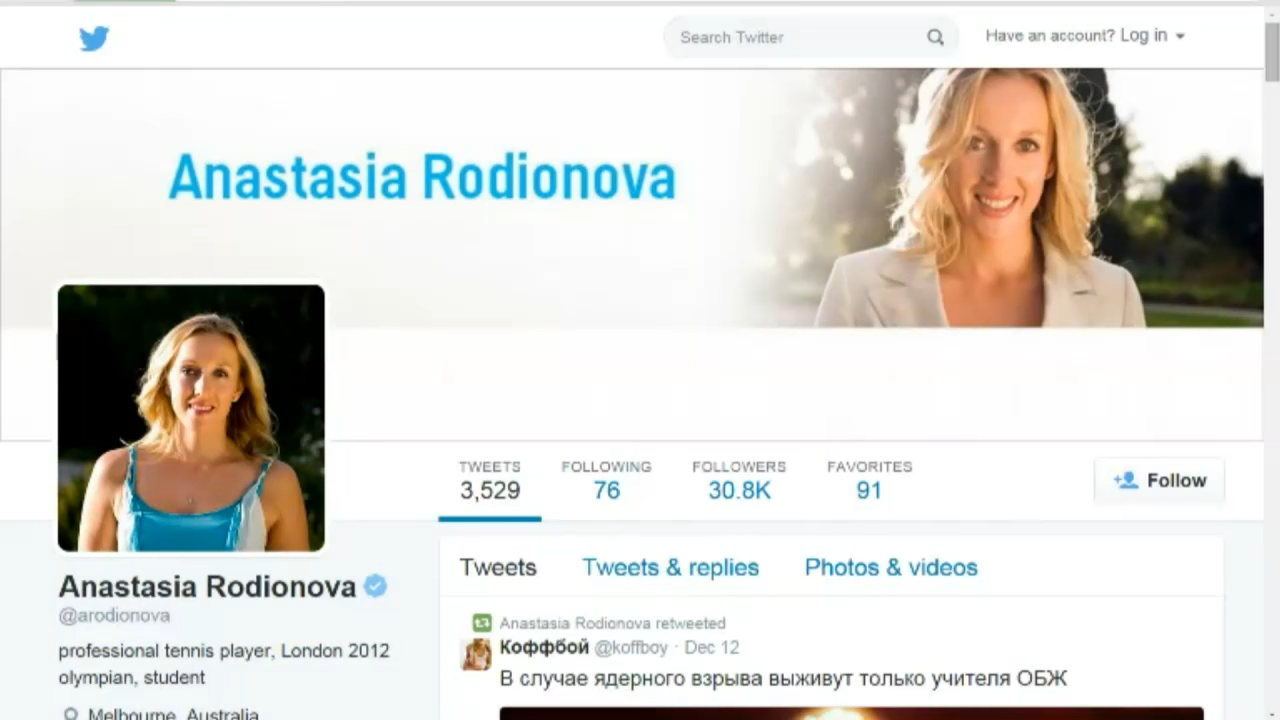 Search Twitter
Have an account? Log in
Anastasia Rodionova
TWEETS FOLLOWING FOLLOWERS FAVORITES
3,529 76 30.8K 91
Follow
Tweets Tweets & replies Photos & videos
Anastasia Rodionova
@arodionova
professional tennis player, London 2012
olympian, student
Melbourne, Australia
Anastasia Rodionova retweeted
Коффбой @koffboy · Dec 12
В случае ядерного взрыва выживут только учителя ОБЖ